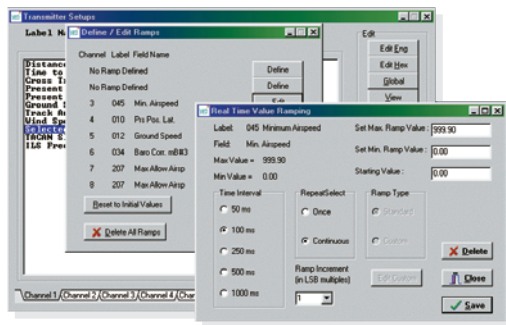 Transmitter Setups
Label
Distance
Time to
Cross
Present
Present
Ground
Track
Wind
Selected
TACAN
ILS
Channel 1 Channel 2 Channel 3 Channel 4
Edit
Edit Eng
Edit Hex
Global
View
Define / Edit Ramps
Channel Label Field Name
No Ramp Defined Define
No Ramp Defined Define
3 045 Min. Airspeed Edit
4 010 Prs Pos. Lat.
5 012 Ground Speed
6 034 Baro Corr. mB#3
7 207 Max Allow Airsp
8 207 Max Allow Airsp
Reset to Initial Values
Delete All Ramps
Real Time Value Ramping
Label: 045 Minimum Airspeed
Field: Min. Airspeed
Max Value = 999.90
Min Value = 0.00
Set Max. Ramp Value: 999.90
Set Min. Ramp Value: 0.00
Starting Value: 0.00
Time Interval
50 ms
100 ms
250 ms
500 ms
1000 ms
RepeatSelect
Once
Continuous
Ramp Type
Standard
Custom
Ramp Increment
(in LSB multiples)
1
Edit Custom
Delete
Close
Save